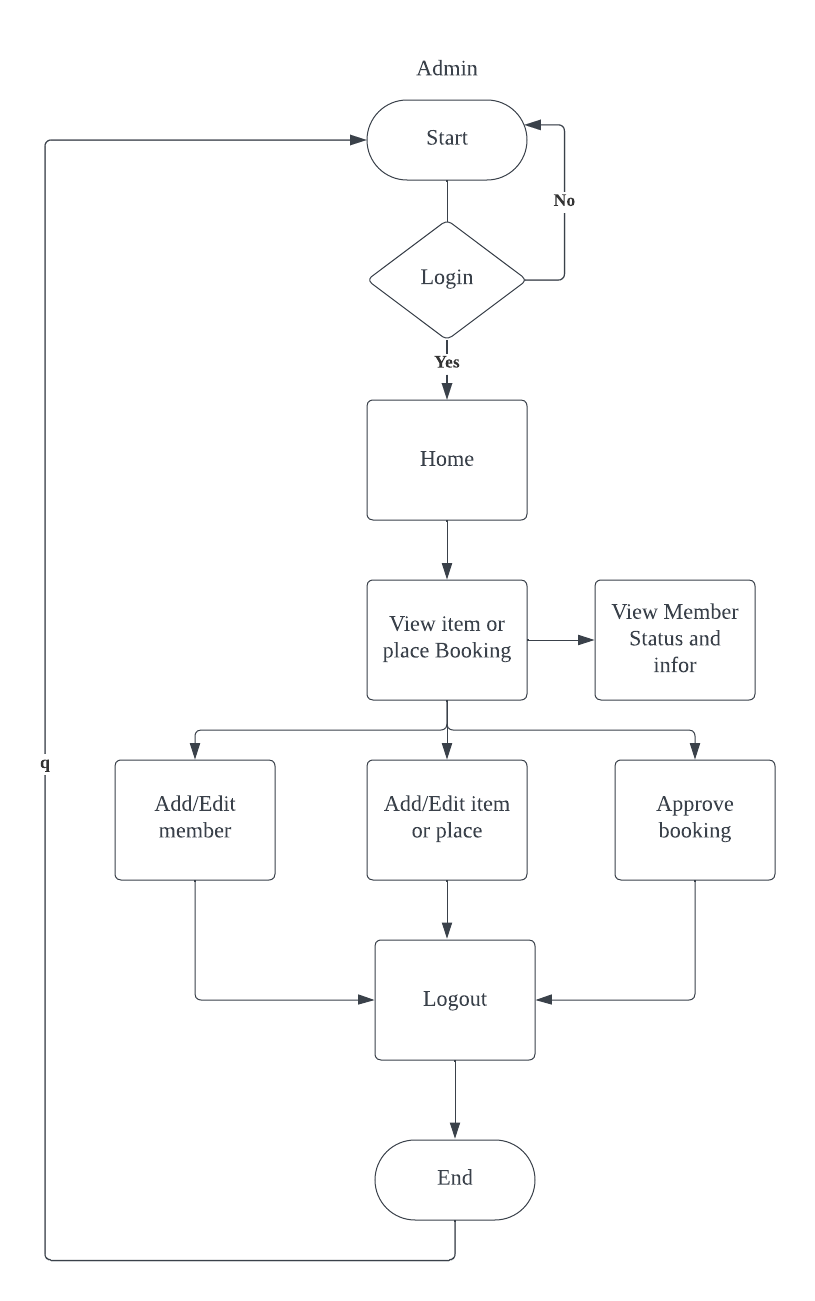 Admin
Start
No
Login
Yes
Home
View item or
place Booking
View Member
Status and
infor
q
Add/Edit
member
Add/Edit item
or place
Approve
booking
Logout
End